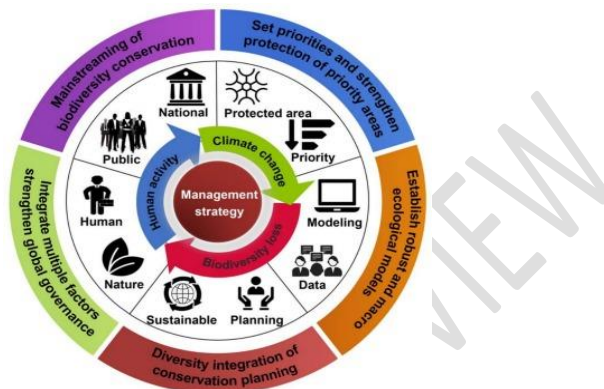 Mainstreaming of
biodiversity conservation
Set priorities and strengthen
protection of priority areas
Establish robust and macro
ecological models
Diversity integration of
conservation planning
Integrate multiple factors
strengthen global governance
National
Protected area
Public
Priority
Human
Modeling
Nature
Data
Sustainable
Planning
Human activity
Climate change
Biodiversity loss
Management
strategy
VIEW